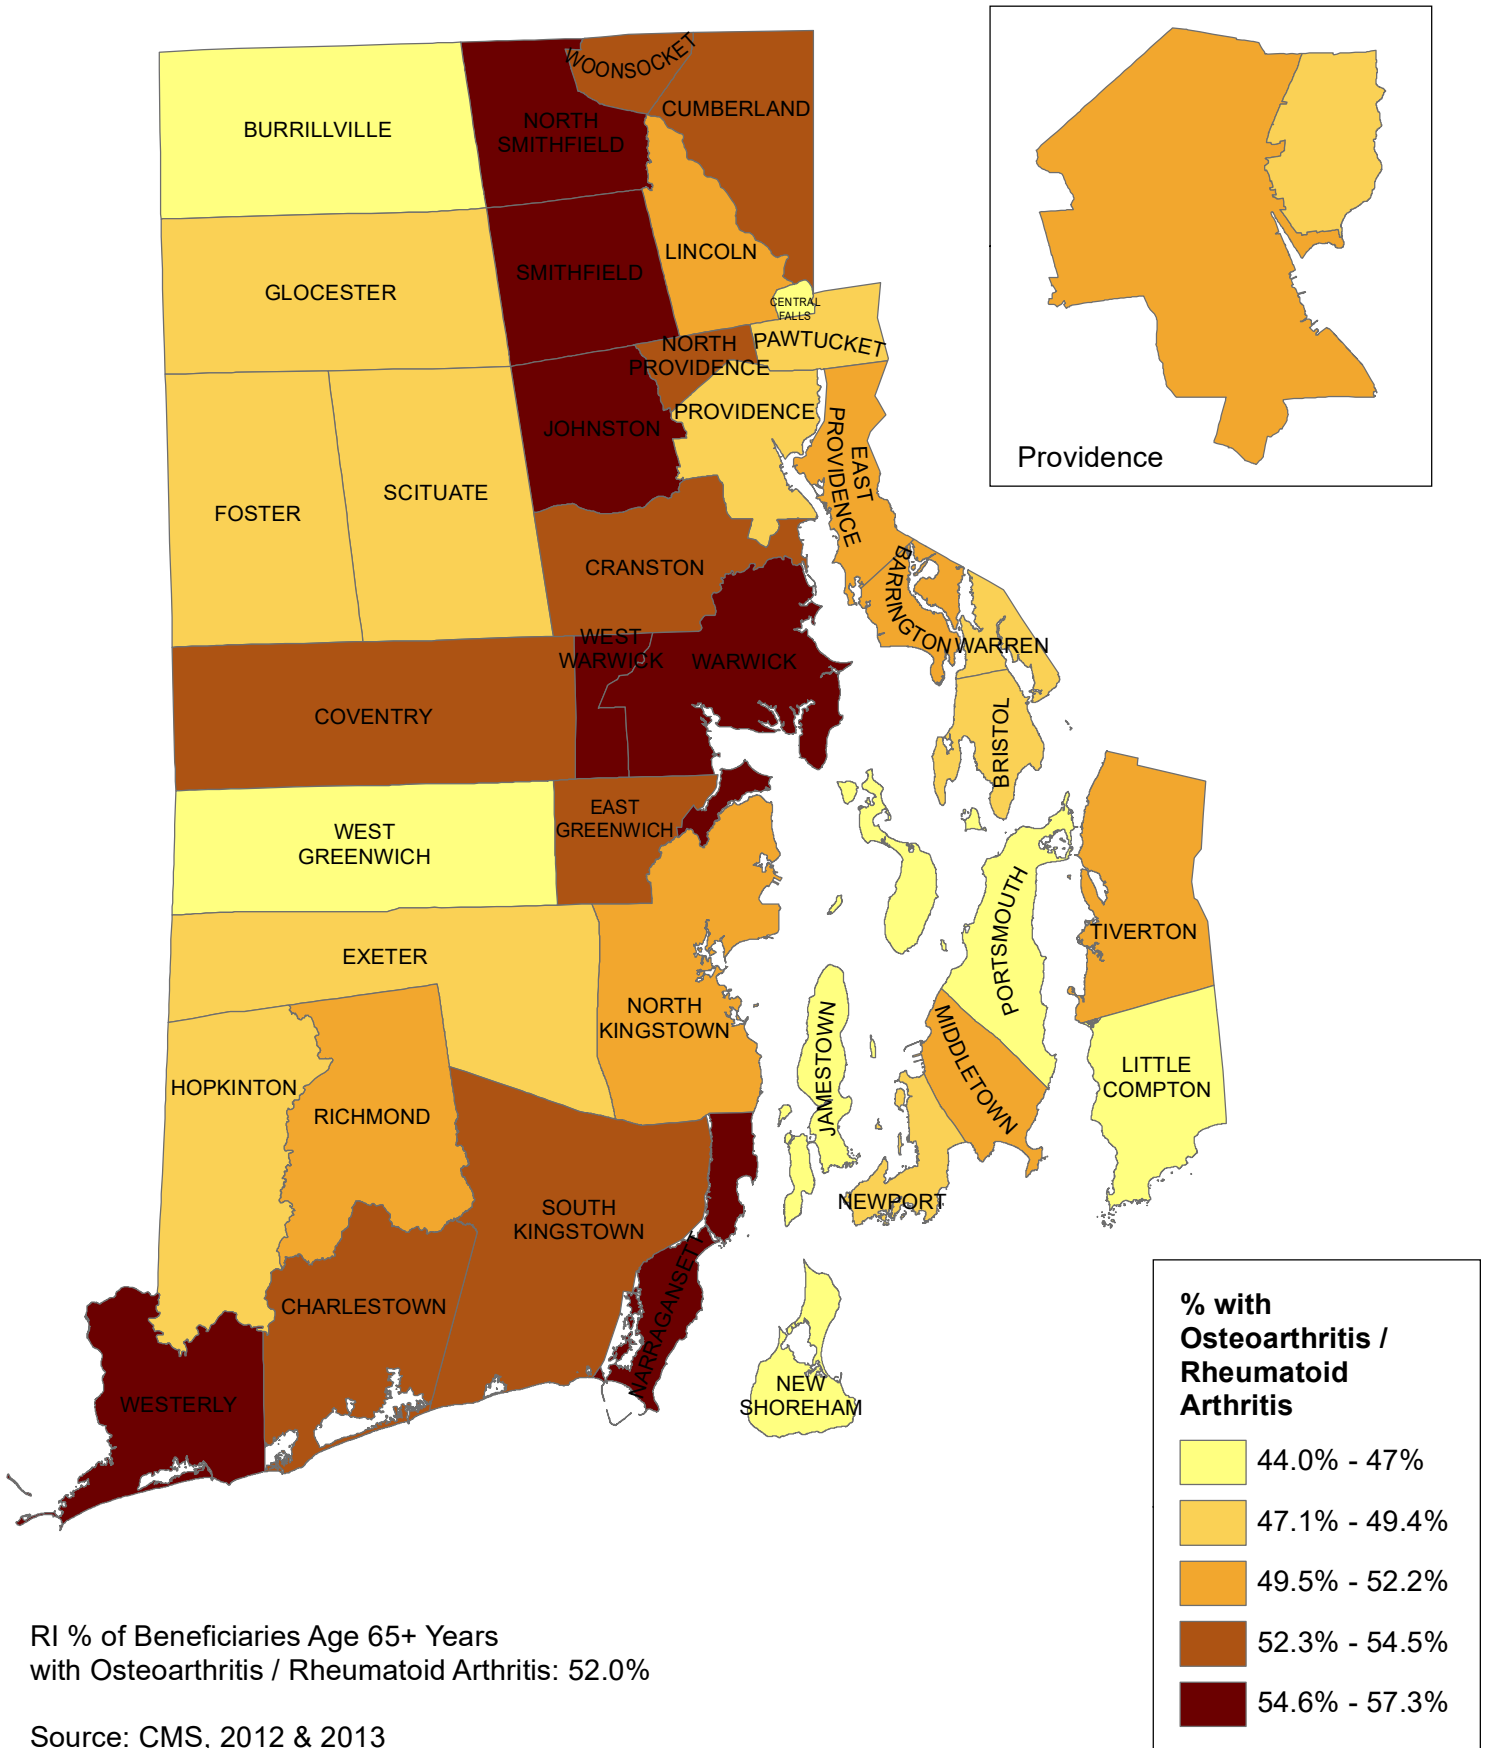 WOONSOCKET
CUMBERLAND
BURRILLVILLE
NORTH
SMITHFIELD
LINCOLN
SMITHFIELD
GLOCESTER
CENTRAL
FALLS
PAWTUCKET
NORTH
PROVIDENCE
PROVIDENCE
JOHNSTON
EAST
PROVIDENCE
SCITUATE
FOSTER
CRANSTON
BARRINGTON
WARREN
WEST
WARWICK
WARWICK
COVENTRY
BRISTOL
EAST
GREENWICH
WEST
GREENWICH
PORTSMOUTH
TIVERTON
EXETER
NORTH
KINGSTOWN
JAMESTOWN
MIDDLETOWN
LITTLE
COMPTON
HOPKINTON
RICHMOND
NEWPORT
SOUTH
KINGSTOWN
NARRAGANSETT
CHARLESTOWN
NEW
SHOREHAM
WESTERLY
Providence
% with
Osteoarthritis /
Rheumatoid
Arthritis
44.0% - 47%
47.1% - 49.4%
49.5% - 52.2%
52.3% - 54.5%
54.6% - 57.3%
RI % of Beneficiaries Age 65+ Years
with Osteoarthritis / Rheumatoid Arthritis: 52.0%
Source: CMS, 2012 & 2013